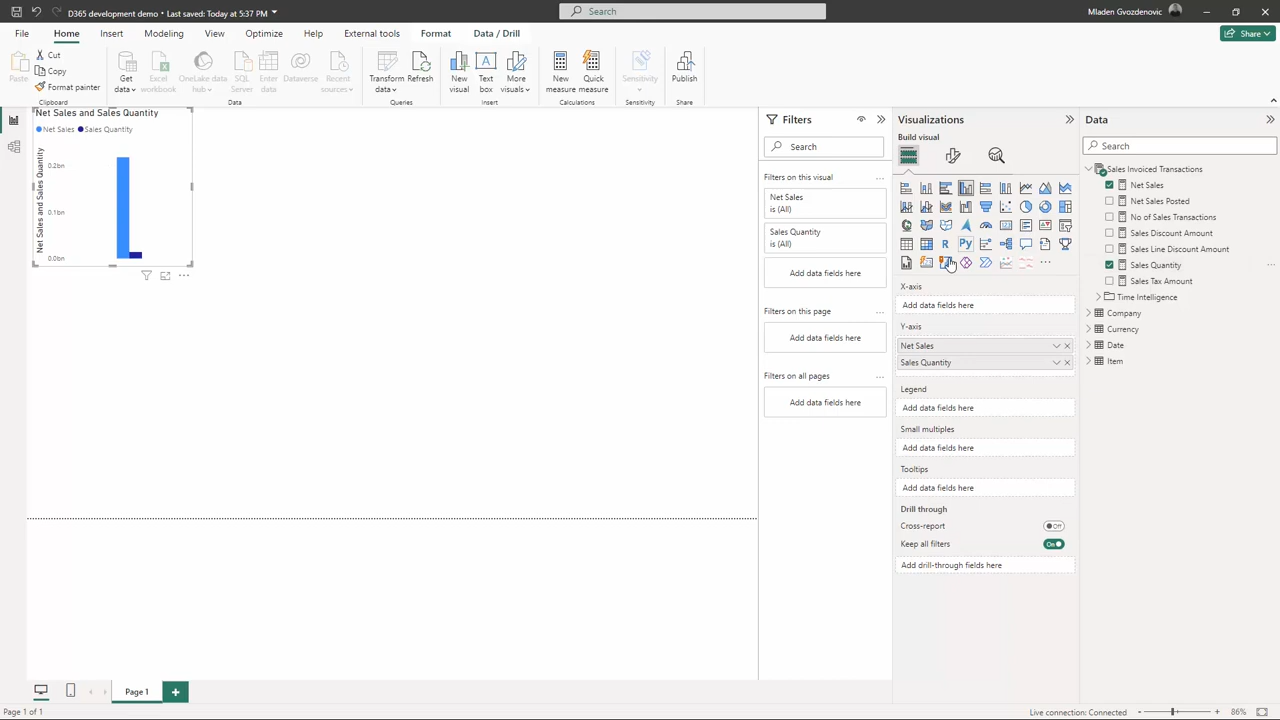 D365 development demo • Last saved: Today at 5:37 PM
Search
Mladen Gvozdenovic
File
Home
Insert
Modeling
View
Optimize
Help
External tools
Format
Data / Drill
Share
Paste
Cut
Copy
Format painter
Clipboard
Get data
Excel workbook
OneLake data hub
SQL Server
Enter data
Dataverse
Recent sources
Data
Transform data
Refresh
Queries
New visual
Text box
More visuals
Insert
New measure
Quick measure
Calculations
Sensitivity
Sensitivity
Publish
Share
Net Sales and Sales Quantity
Net Sales
Sales Quantity
Net Sales and Sales Quantity
0.2bn
0.1bn
0.0bn
Filters
Search
Filters on this visual
Net Sales
is (All)
Sales Quantity
is (All)
Add data fields here
Filters on this page
Add data fields here
Filters on all pages
Add data fields here
Visualizations
Build visual
R
Py
X-axis
Add data fields here
Y-axis
Net Sales
Sales Quantity
Legend
Add data fields here
Small multiples
Add data fields here
Tooltips
Add data fields here
Drill through
Cross-report
Off
Keep all filters
On
Add drill-through fields here
Data
Search
Sales Invoiced Transactions
Net Sales
Net Sales Posted
No of Sales Transactions
Sales Discount Amount
Sales Line Discount Amount
Sales Quantity
Sales Tax Amount
Time Intelligence
Company
Currency
Date
Item
Page 1
Page 1 of 1
Live connection: Connected
86%